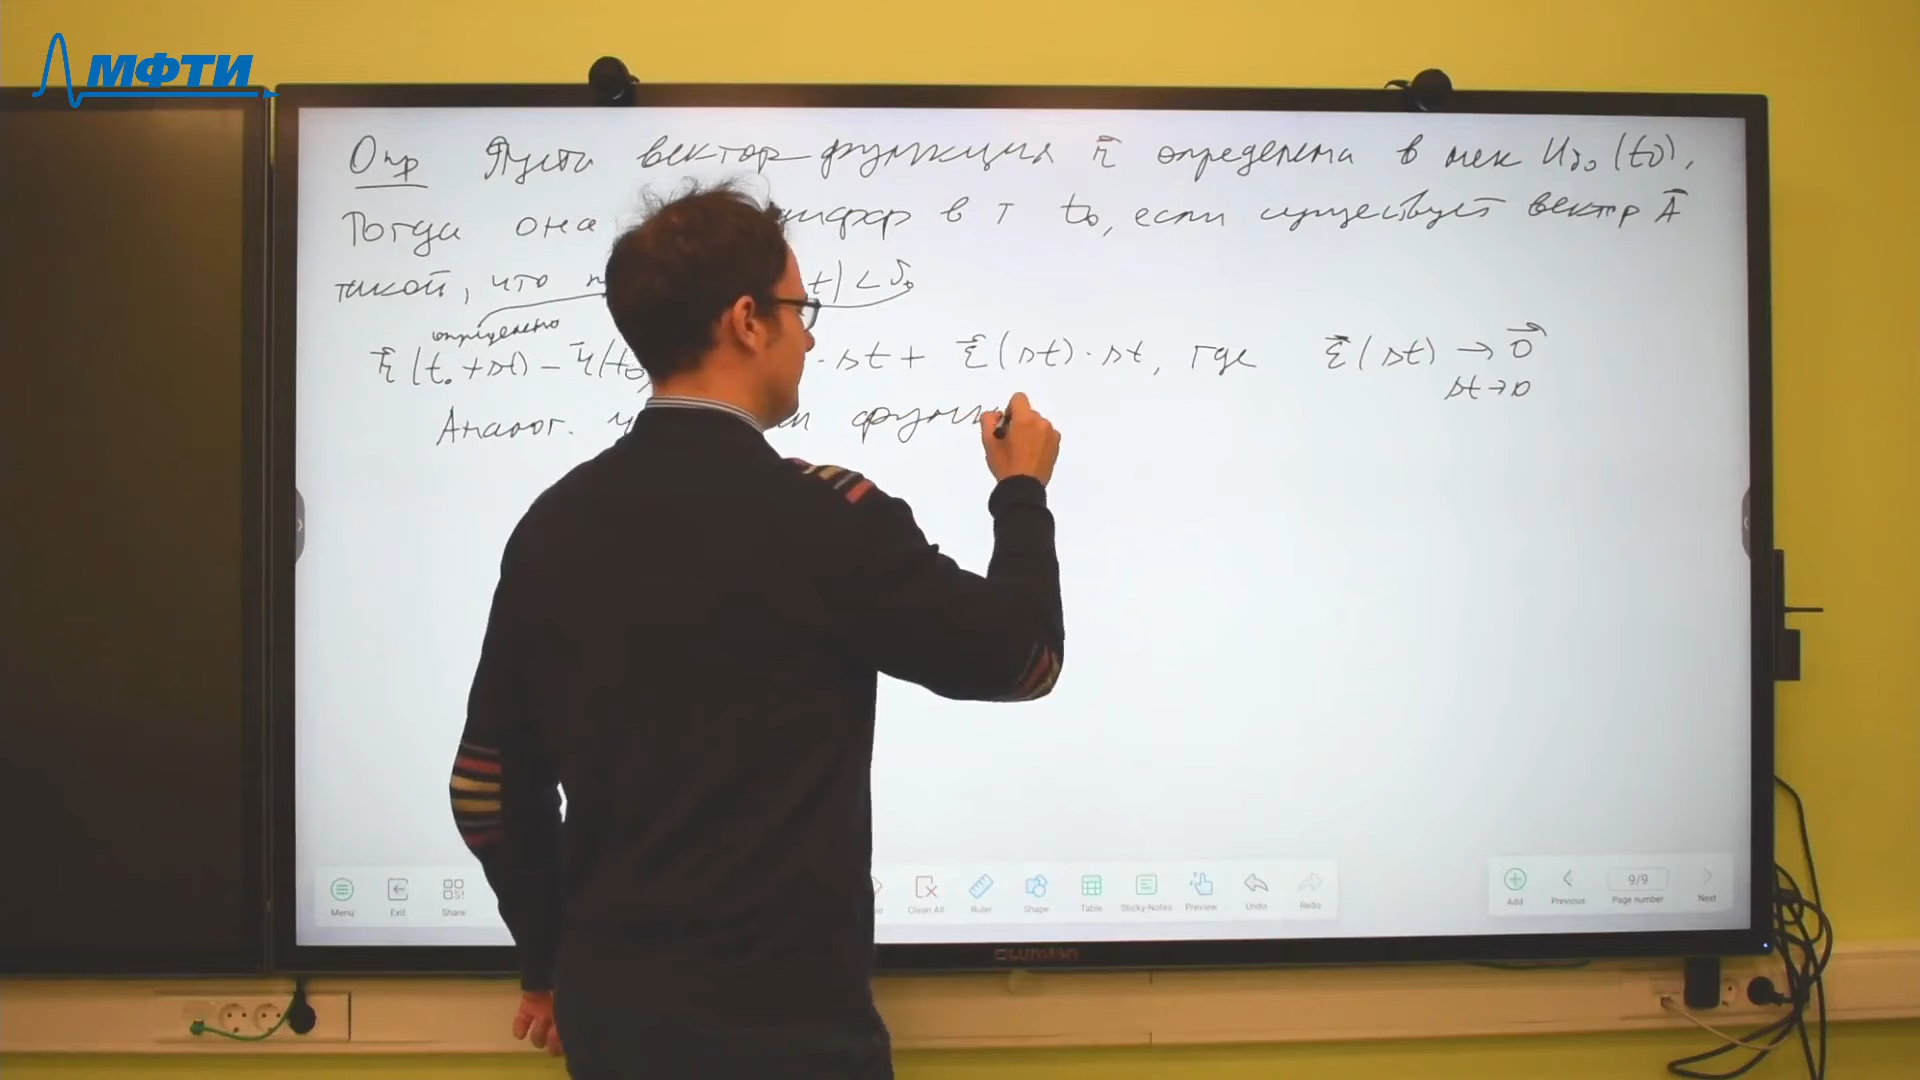 МФТИ
Опр Пусть вектор-функция r⃗ определена в нек U_δ₀(t₀).
Тогда она дифф в т t₀, если существует вектор A⃗
такой, что t| < δ₀
определено
r⃗(t₀+Δt) − r⃗(t₀ · Δt + ε⃗(Δt) · Δt, где ε⃗(Δt) → 0⃗
Δt→0
Аналог. функц
Menu Exit Share Clean All Ruler Shape Table Sticky-Notes Preview Undo Redo Add Previous 9/9 Page number Next